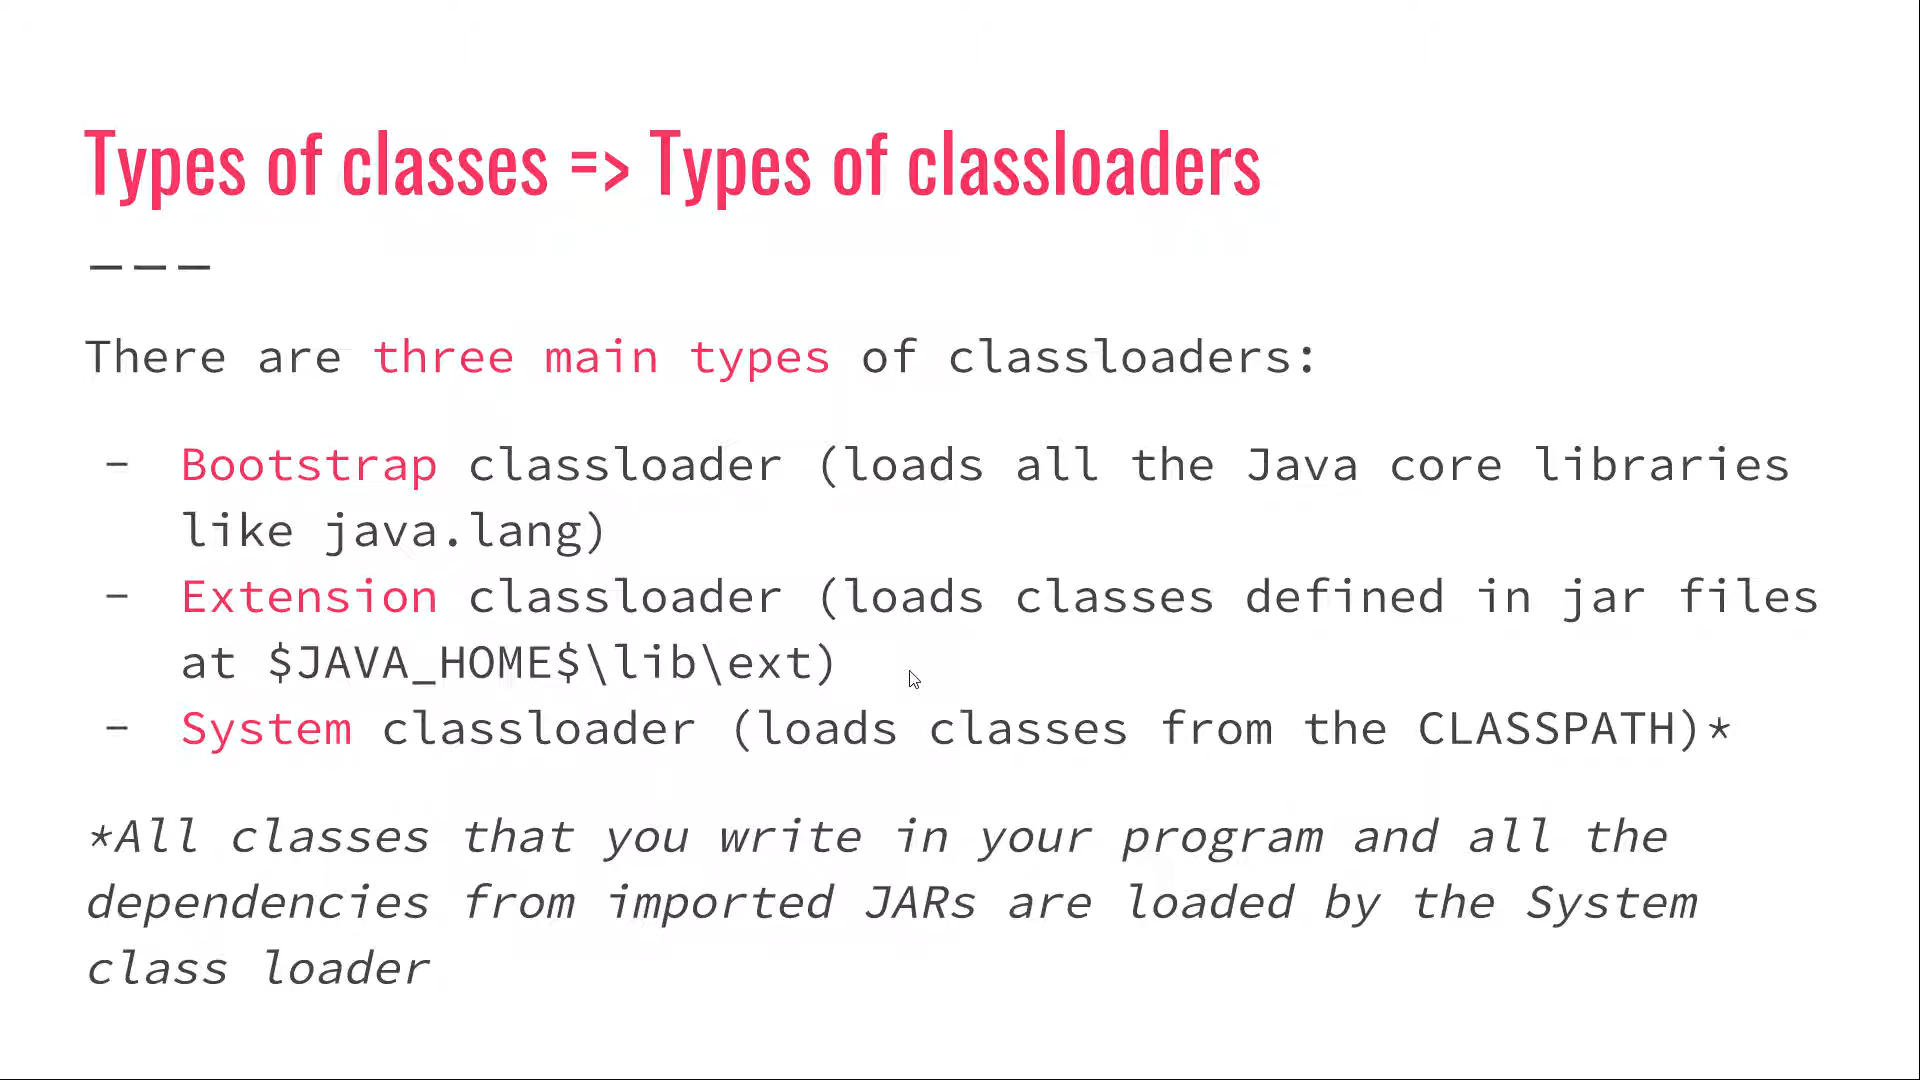 Types of classes => Types of classloaders
———
There are three main types of classloaders:
- Bootstrap classloader (loads all the Java core libraries
like java.lang)
- Extension classloader (loads classes defined in jar files
at $JAVA_HOME$\lib\ext)
- System classloader (loads classes from the CLASSPATH)*
*All classes that you write in your program and all the
dependencies from imported JARs are loaded by the System
class loader